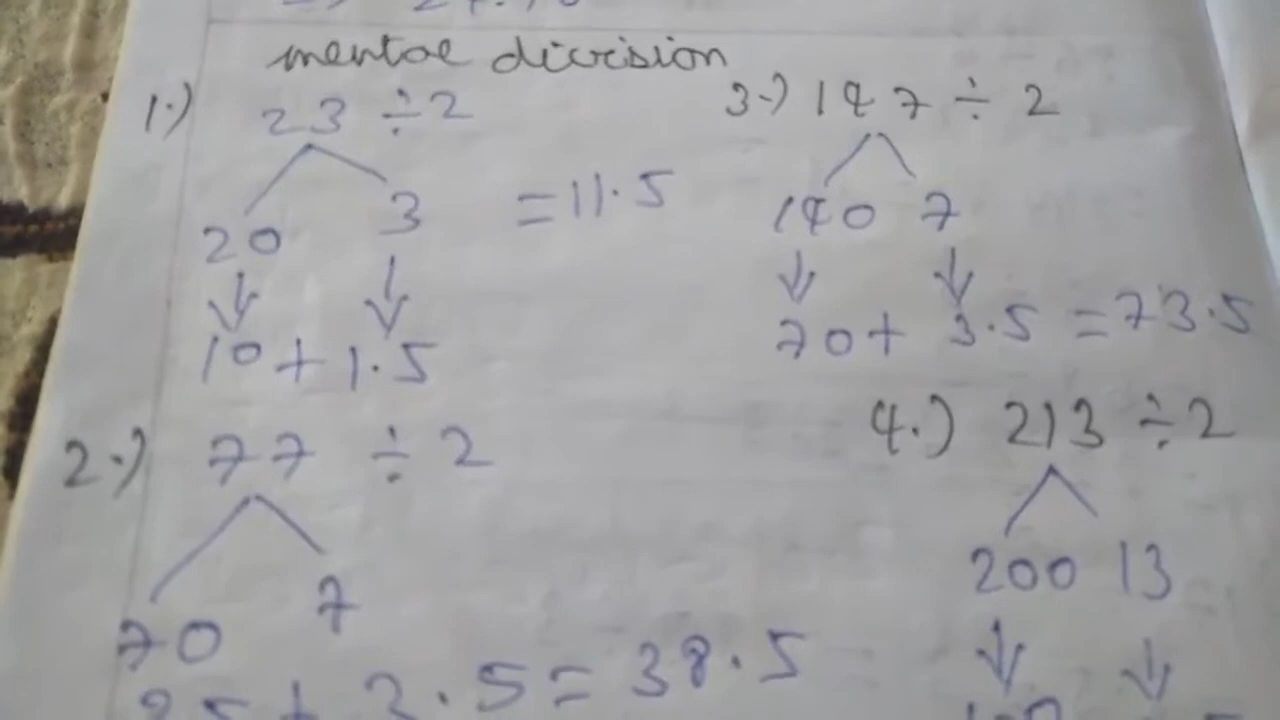 mental division
1.) 23 ÷ 2
20 3 = 11.5
10 + 1.5
2.) 77 ÷ 2
70 7
35 + 3.5 = 38.5
3.) 147 ÷ 2
140 7
70 + 3.5 = 73.5
4.) 213 ÷ 2
200 13